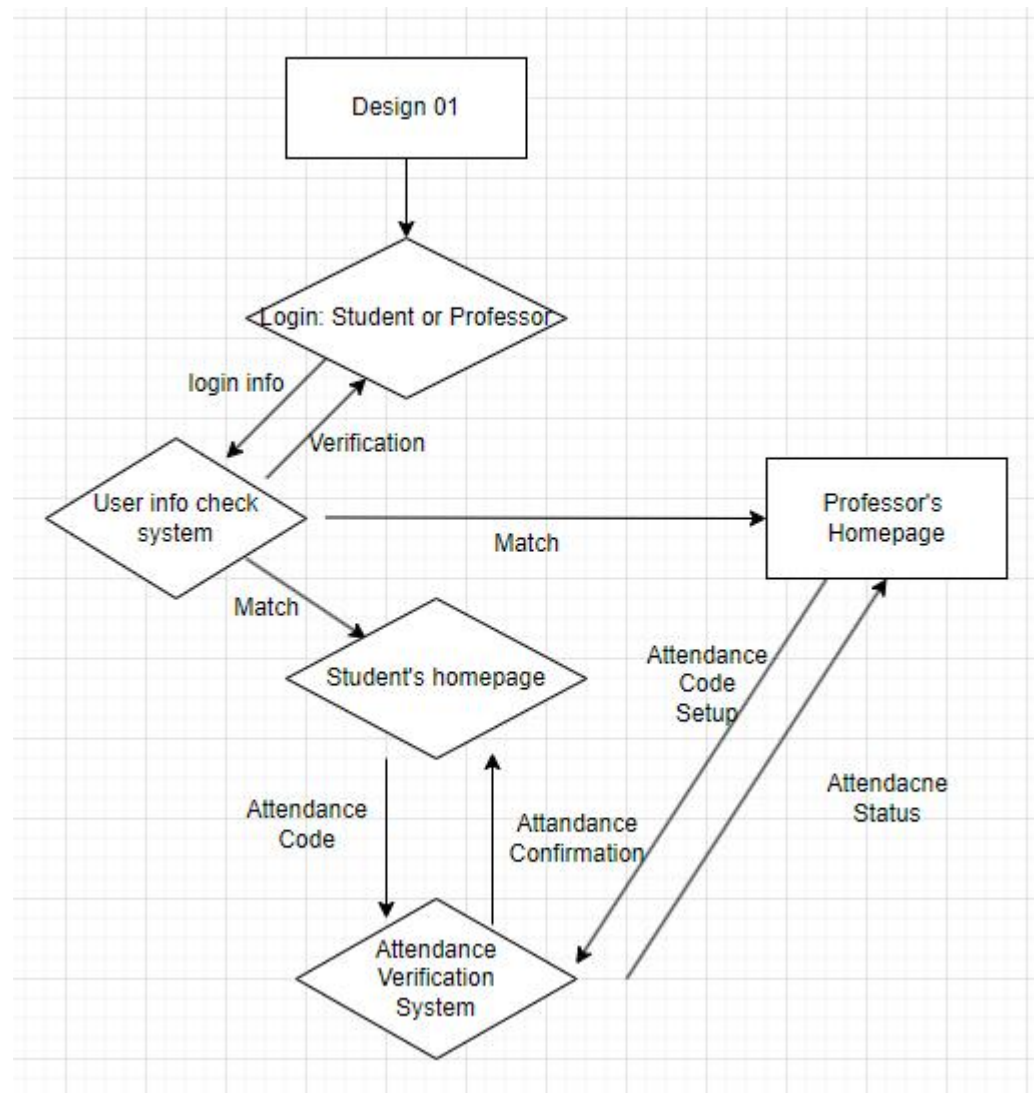 Design 01
Login: Student or Professor
login info
Verification
User info check
system
Match
Professor's
Homepage
Match
Student's homepage
Attendance
Code
Setup
Attendacne
Status
Attendance
Code
Attandance
Confirmation
Attendance
Verification
System